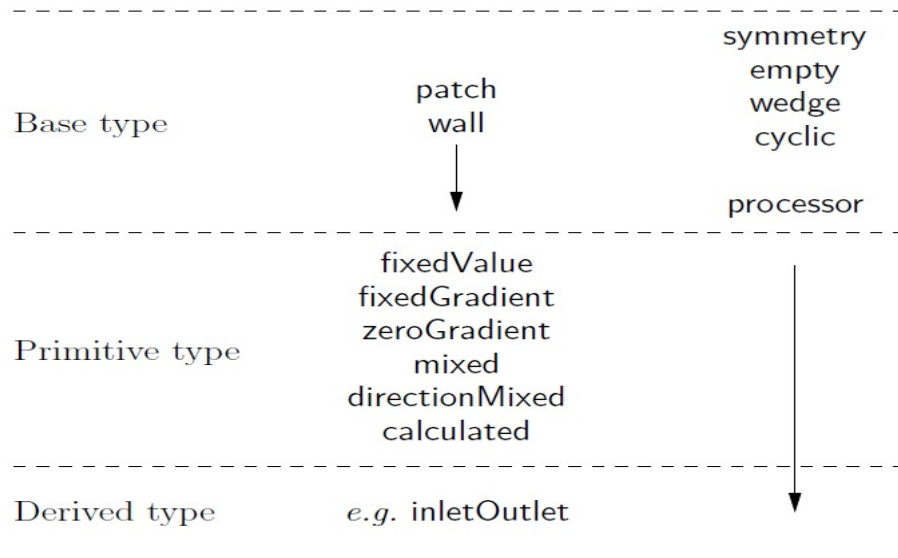 symmetry
empty
patch
wedge
Base type
wall
cyclic
processor
fixedValue
fixedGradient
zeroGradient
Primitive type
mixed
directionMixed
calculated
Derived type
e.g. inletOutlet